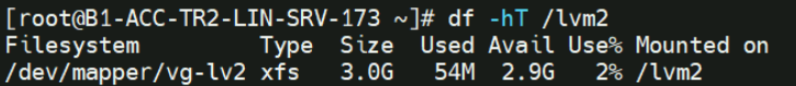 [root@B1-ACC-TR2-LIN-SRV-173 ~]# df -hT /lvm2
Filesystem Type Size Used Avail Use% Mounted on
/dev/mapper/vg-lv2 xfs 3.0G 54M 2.9G 2% /lvm2